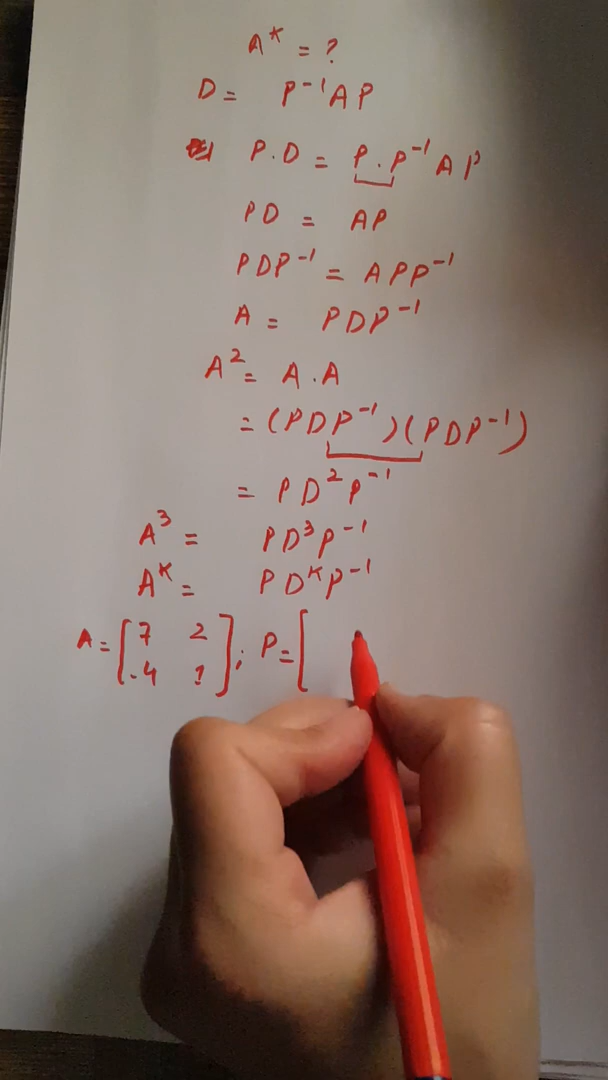 A^K = ?
D = P^-1 A P
P.D = P.P^-1 A P
PD = AP
PDP^-1 = APP^-1
A = PDP^-1
A^2 = A.A
= (PDP^-1)(PDP^-1)
= PD^2P^-1
A^3 = PD^3P^-1
A^K = PD^KP^-1
A = [7 2; P = [
-4 1]